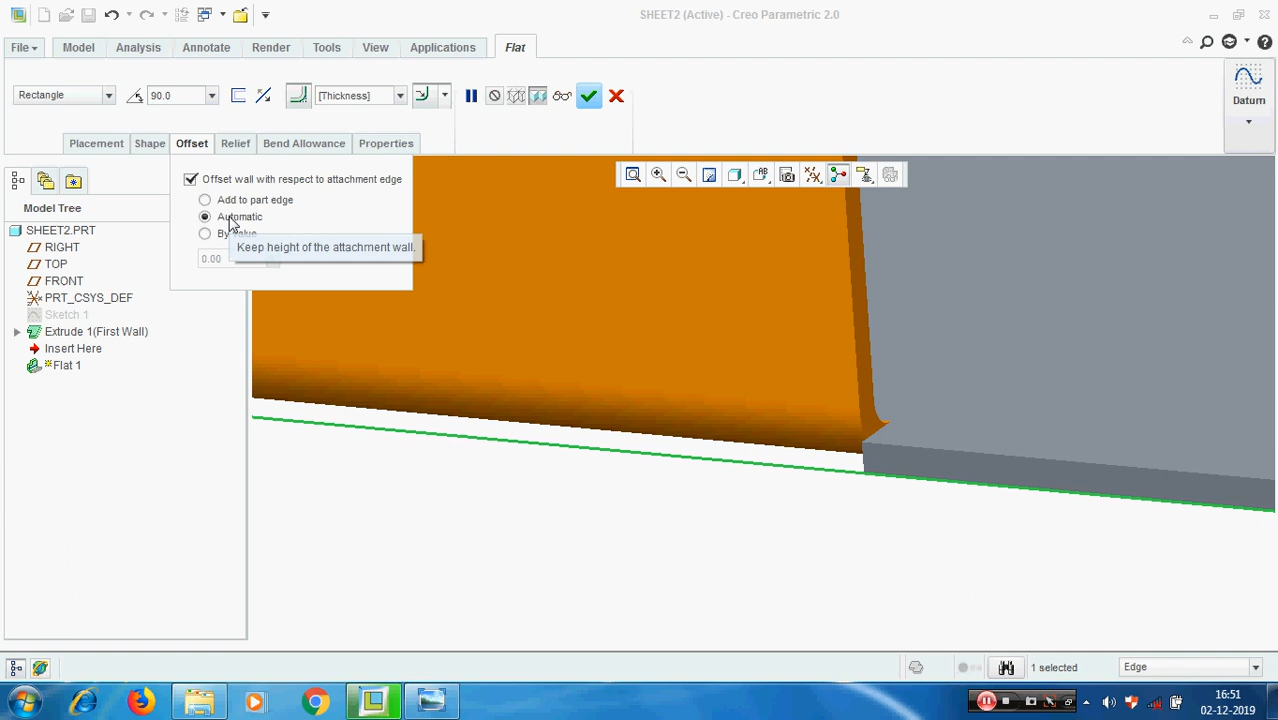 SHEET2 (Active) - Creo Parametric 2.0
File Model Analysis Annotate Render Tools View Applications Flat
Rectangle 90.0 [Thickness]
Datum
Placement Shape Offset Relief Bend Allowance Properties
Offset wall with respect to attachment edge
Add to part edge
Automatic
By value
Keep height of the attachment wall.
0.00
Model Tree
SHEET2.PRT
RIGHT
TOP
FRONT
PRT_CSYS_DEF
Sketch 1
Extrude 1(First Wall)
Insert Here
Flat 1
1 selected Edge
16:51
02-12-2019